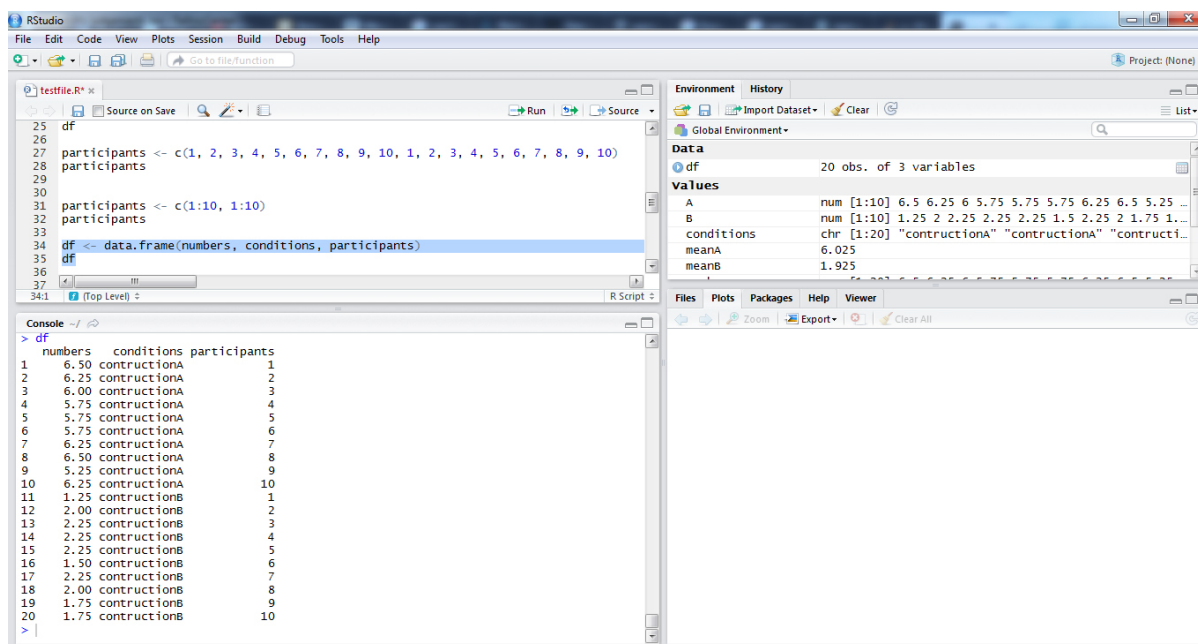 RStudio
File Edit Code View Plots Session Build Debug Tools Help
Go to file/function
Project: (None)
testfile.R*
Source on Save
Run
Source
25 df
26
27 participants <- c(1, 2, 3, 4, 5, 6, 7, 8, 9, 10, 1, 2, 3, 4, 5, 6, 7, 8, 9, 10)
28 participants
29
30
31 participants <- c(1:10, 1:10)
32 participants
33
34 df <- data.frame(numbers, conditions, participants)
35 df
36
37
34:1 (Top Level) R Script
Console ~/
> df
numbers conditions participants
1 6.50 contructionA 1
2 6.25 contructionA 2
3 6.00 contructionA 3
4 5.75 contructionA 4
5 5.75 contructionA 5
6 5.75 contructionA 6
7 6.25 contructionA 7
8 6.50 contructionA 8
9 5.25 contructionA 9
10 6.25 contructionA 10
11 1.25 contructionB 1
12 2.00 contructionB 2
13 2.25 contructionB 3
14 2.25 contructionB 4
15 2.25 contructionB 5
16 1.50 contructionB 6
17 2.25 contructionB 7
18 2.00 contructionB 8
19 1.75 contructionB 9
20 1.75 contructionB 10
>
Environment History
Import Dataset Clear List
Global Environment
Data
df 20 obs. of 3 variables
Values
A num [1:10] 6.5 6.25 6 5.75 5.75 5.75 6.25 6.5 5.25 ...
B num [1:10] 1.25 2 2.25 2.25 2.25 1.5 2.25 2 1.75 1....
conditions chr [1:20] "contructionA" "contructionA" "contructi...
meanA 6.025
meanB 1.925
Files Plots Packages Help Viewer
Zoom Export Clear All